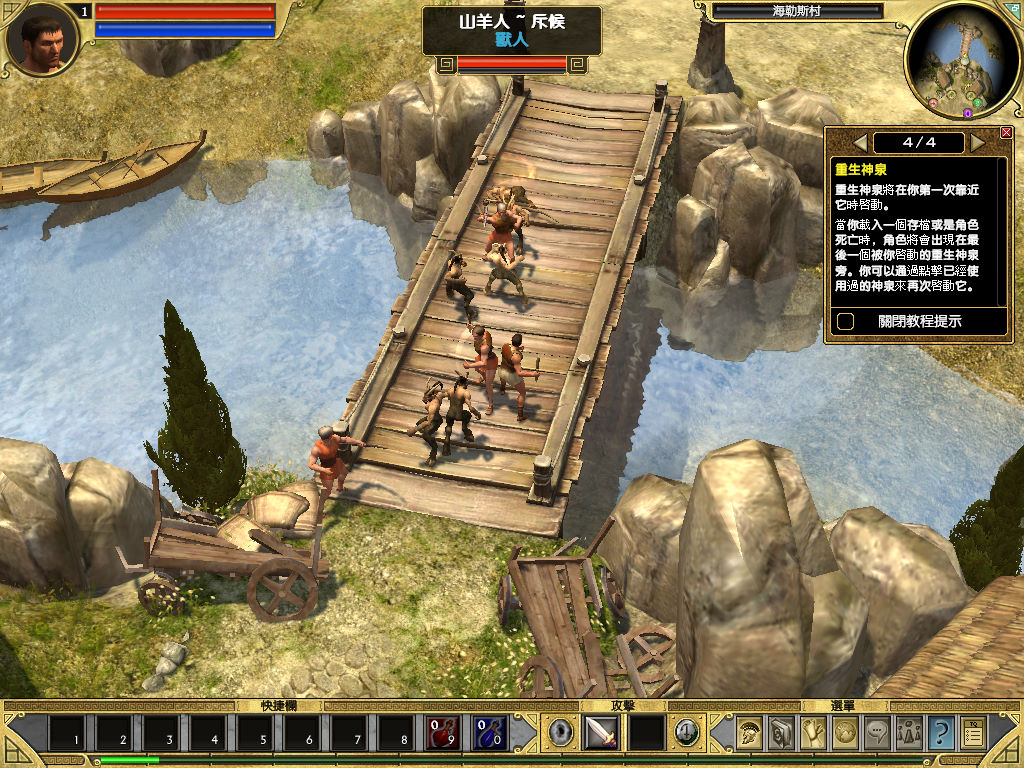 1
山羊人 ~ 斥候
獸人
海勒斯村
4/4
重生神泉
重生神泉將在你第一次靠近
它時啓動。
當你載入一個存檔或是角色
死亡時，角色將會出現在最
後一個被你啓動的重生神泉
旁。你可以通過點擊已經使
用過的神泉來再次啓動它。
關閉教程提示
快捷欄
攻擊
選單
1 2 3 4 5 6 7 8 0 9 0 0
TQ